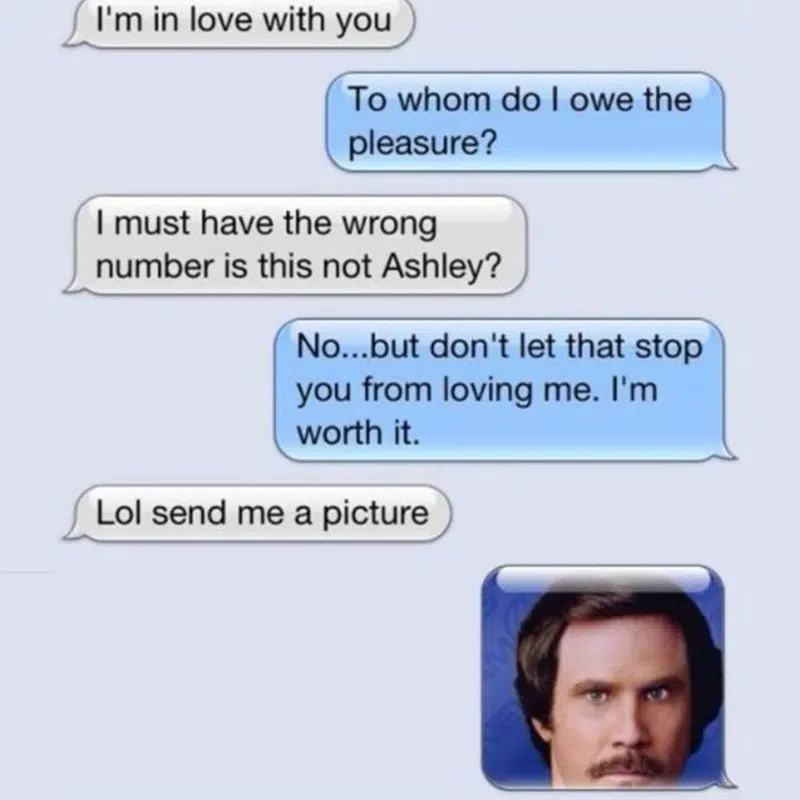 I'm in love with you
To whom do I owe the
pleasure?
I must have the wrong
number is this not Ashley?
No...but don't let that stop
you from loving me. I'm
worth it.
Lol send me a picture